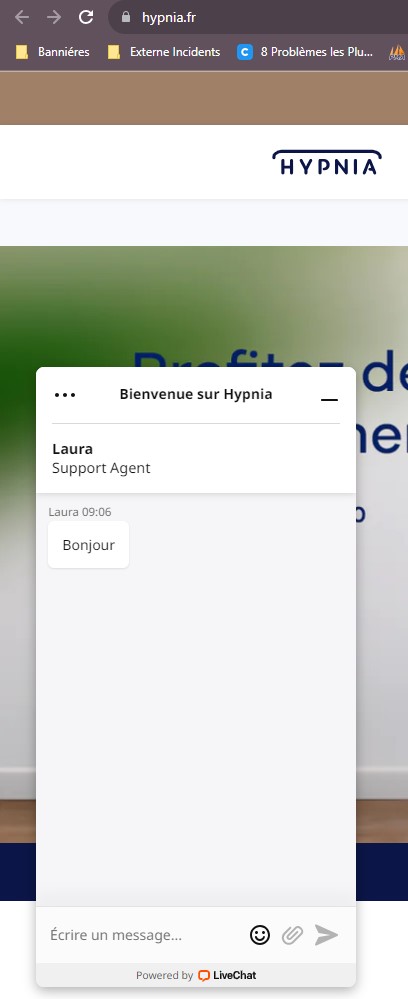 hypnia.fr
Banniéres
Externe Incidents
8 Problèmes les Plu...
HYPNIA
Profitez de
Bienvenue sur Hypnia
Laura
Support Agent
Laura 09:06
Bonjour
Écrire un message...
Powered by LiveChat